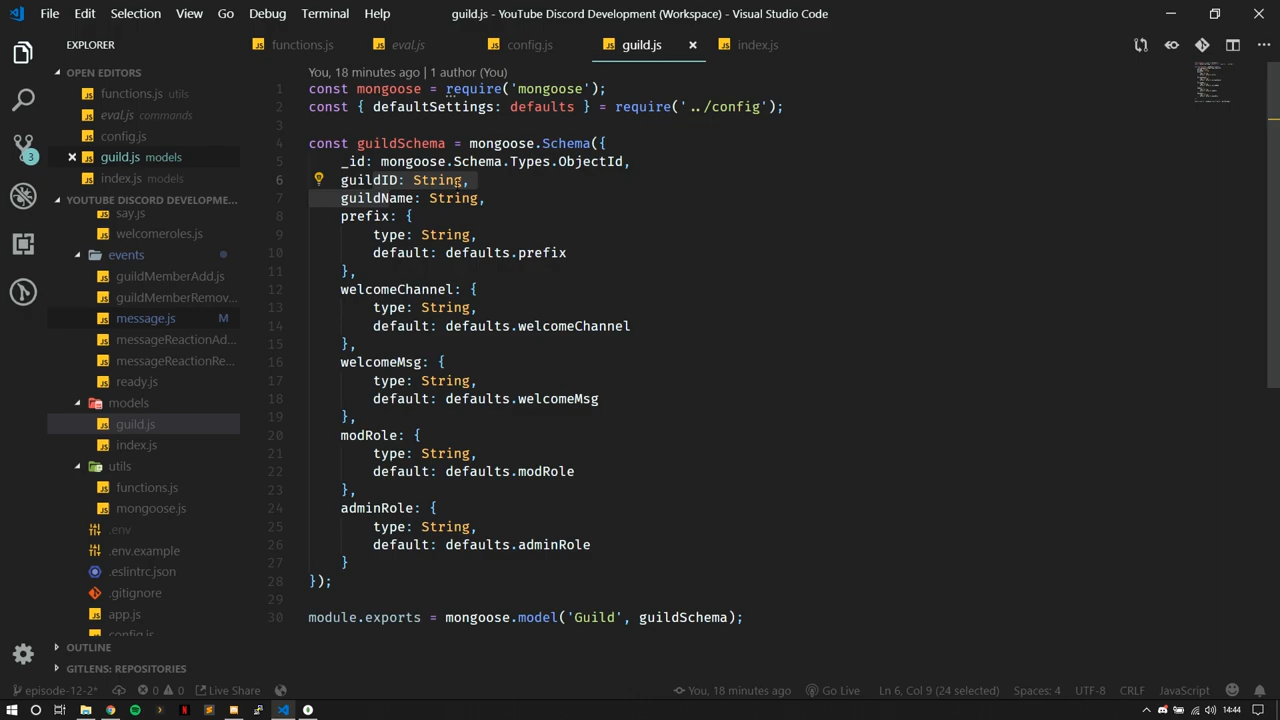 File Edit Selection View Go Debug Terminal Help
guild.js - YouTube Discord Development (Workspace) - Visual Studio Code
EXPLORER
functions.js
eval.js
config.js
guild.js
index.js
OPEN EDITORS
functions.js utils
eval.js commands
config.js
guild.js models
index.js models
YOUTUBE DISCORD DEVELOPME...
say.js
welcomeroles.js
events
guildMemberAdd.js
guildMemberRemov...
message.js M
messageReactionAd...
messageReactionRe...
ready.js
models
guild.js
index.js
utils
functions.js
mongoose.js
.env
.env.example
.eslintrc.json
.gitignore
app.js
config.js
OUTLINE
GITLENS: REPOSITORIES
3
You, 18 minutes ago | 1 author (You)
1 const mongoose = require('mongoose');
2 const { defaultSettings: defaults } = require('../config');
3
4 const guildSchema = mongoose.Schema({
5 _id: mongoose.Schema.Types.ObjectId,
6 guildID: String,
7 guildName: String,
8 prefix: {
9 type: String,
10 default: defaults.prefix
11 },
12 welcomeChannel: {
13 type: String,
14 default: defaults.welcomeChannel
15 },
16 welcomeMsg: {
17 type: String,
18 default: defaults.welcomeMsg
19 },
20 modRole: {
21 type: String,
22 default: defaults.modRole
23 },
24 adminRole: {
25 type: String,
26 default: defaults.adminRole
27 }
28 });
29
30 module.exports = mongoose.model('Guild', guildSchema);
episode-12-2* 0 0 Live Share
You, 18 minutes ago Go Live Ln 6, Col 9 (24 selected) Spaces: 4 UTF-8 CRLF JavaScript
14:44